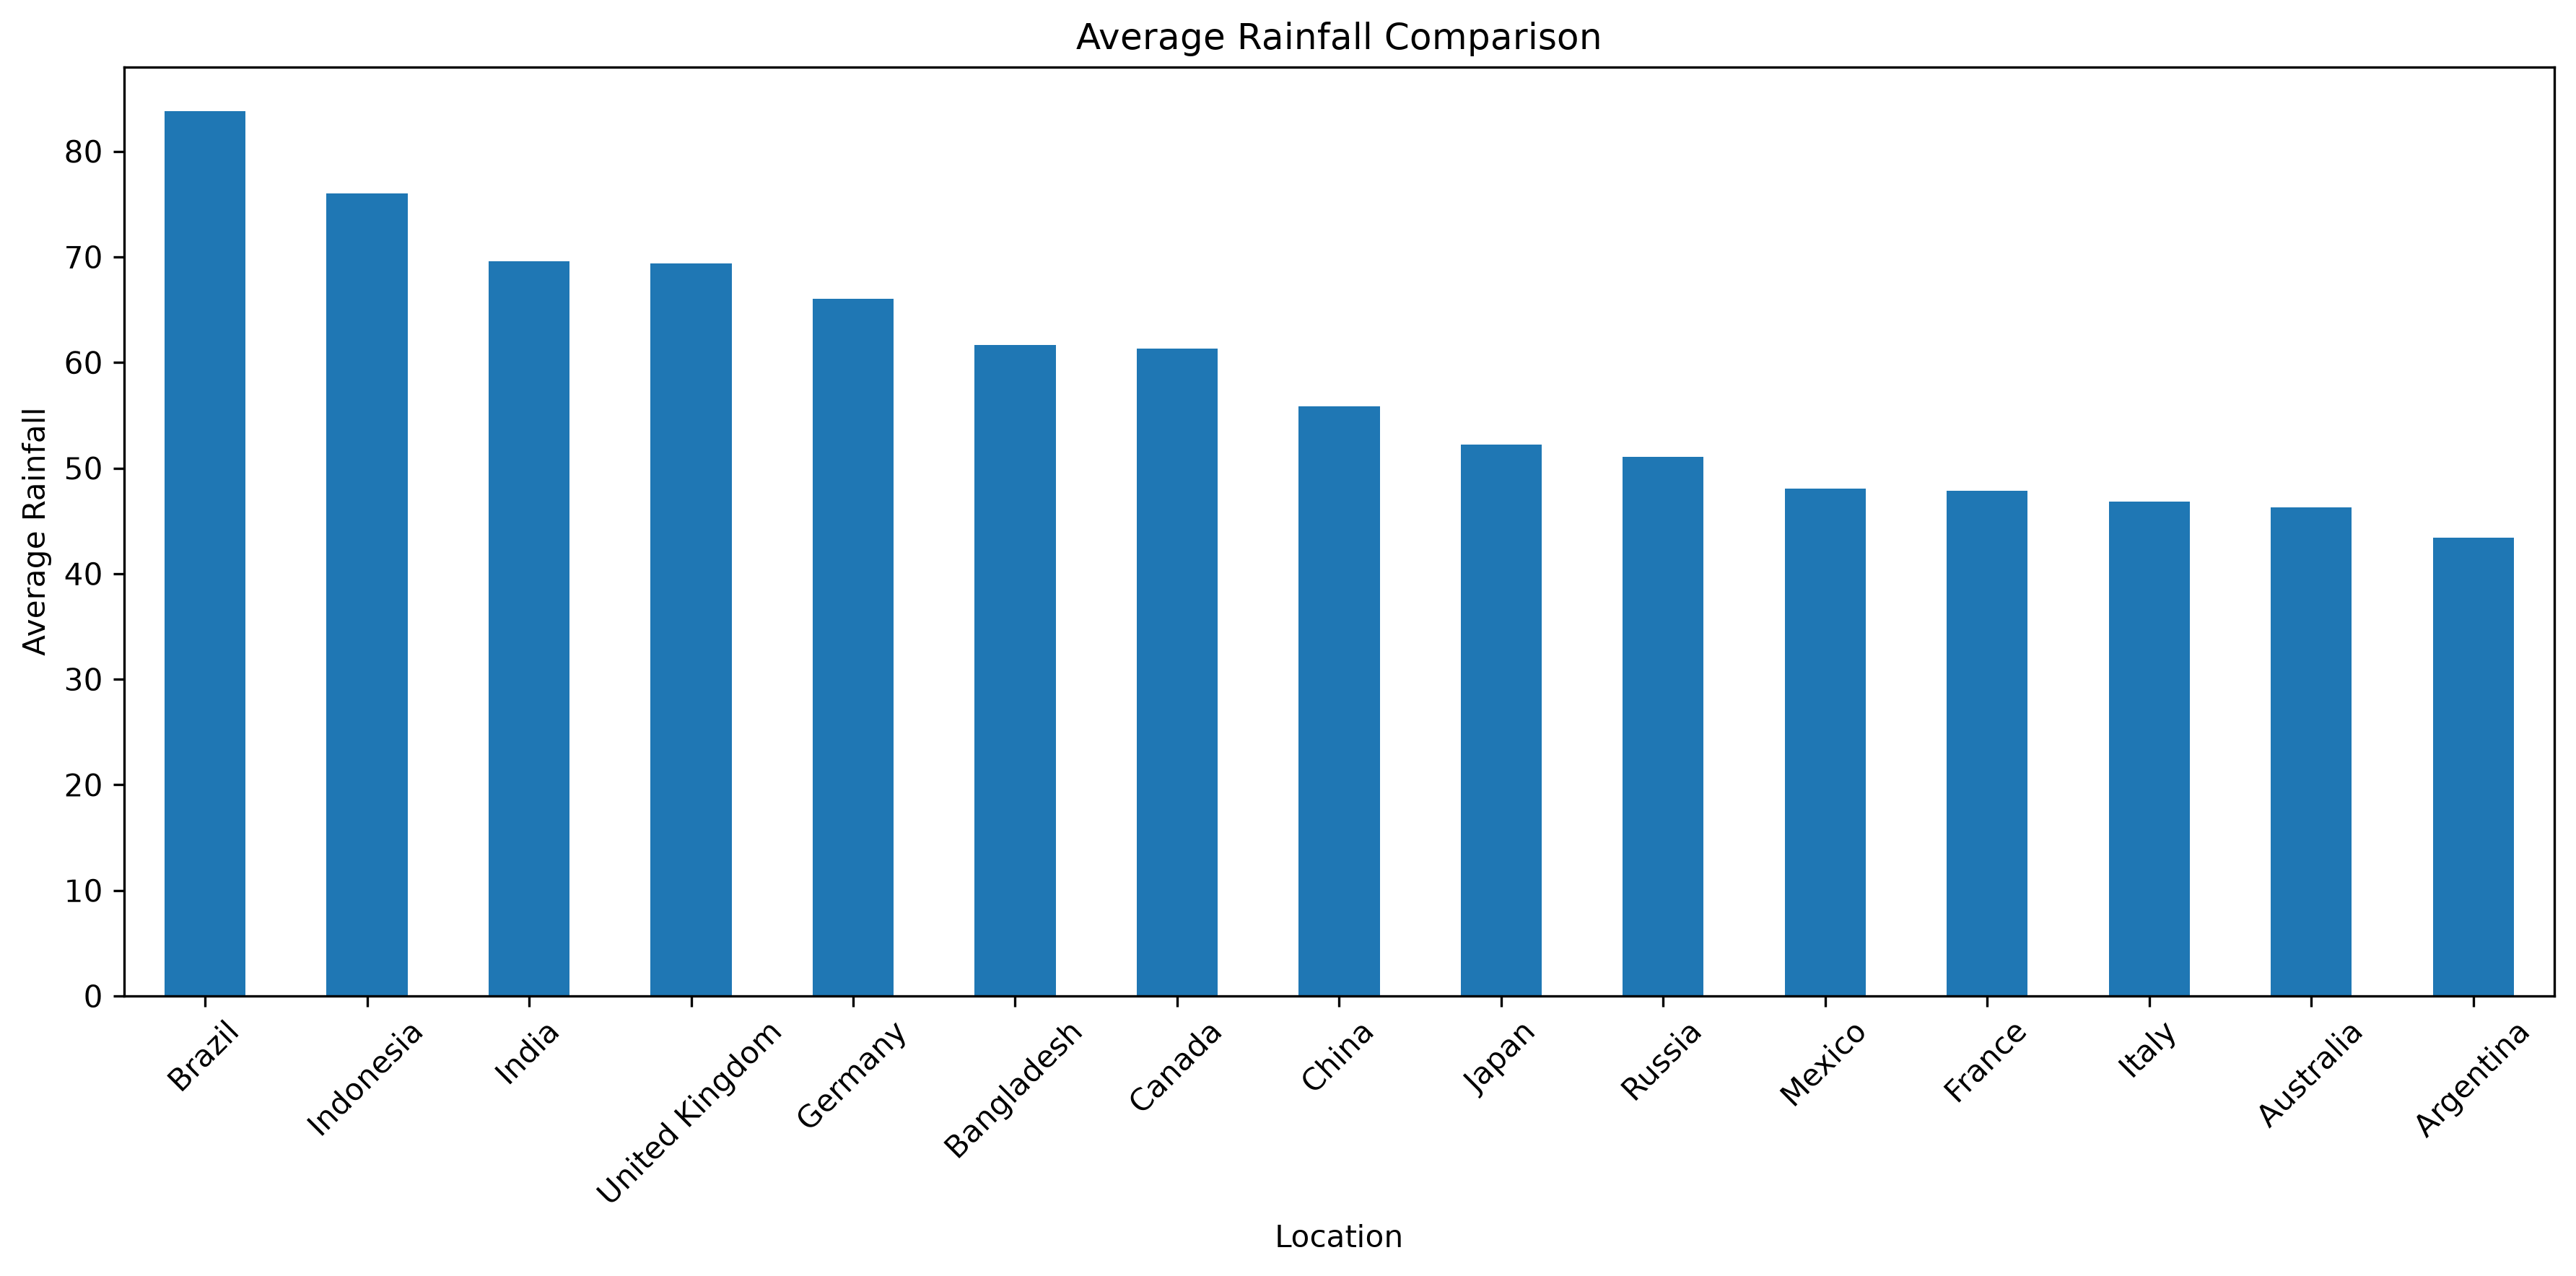 Average Rainfall Comparison
Average Rainfall
80
70
60
50
40
30
20
10
0
Brazil
Indonesia
India
United Kingdom
Germany
Bangladesh
Canada
China
Japan
Russia
Mexico
France
Italy
Australia
Argentina
Location